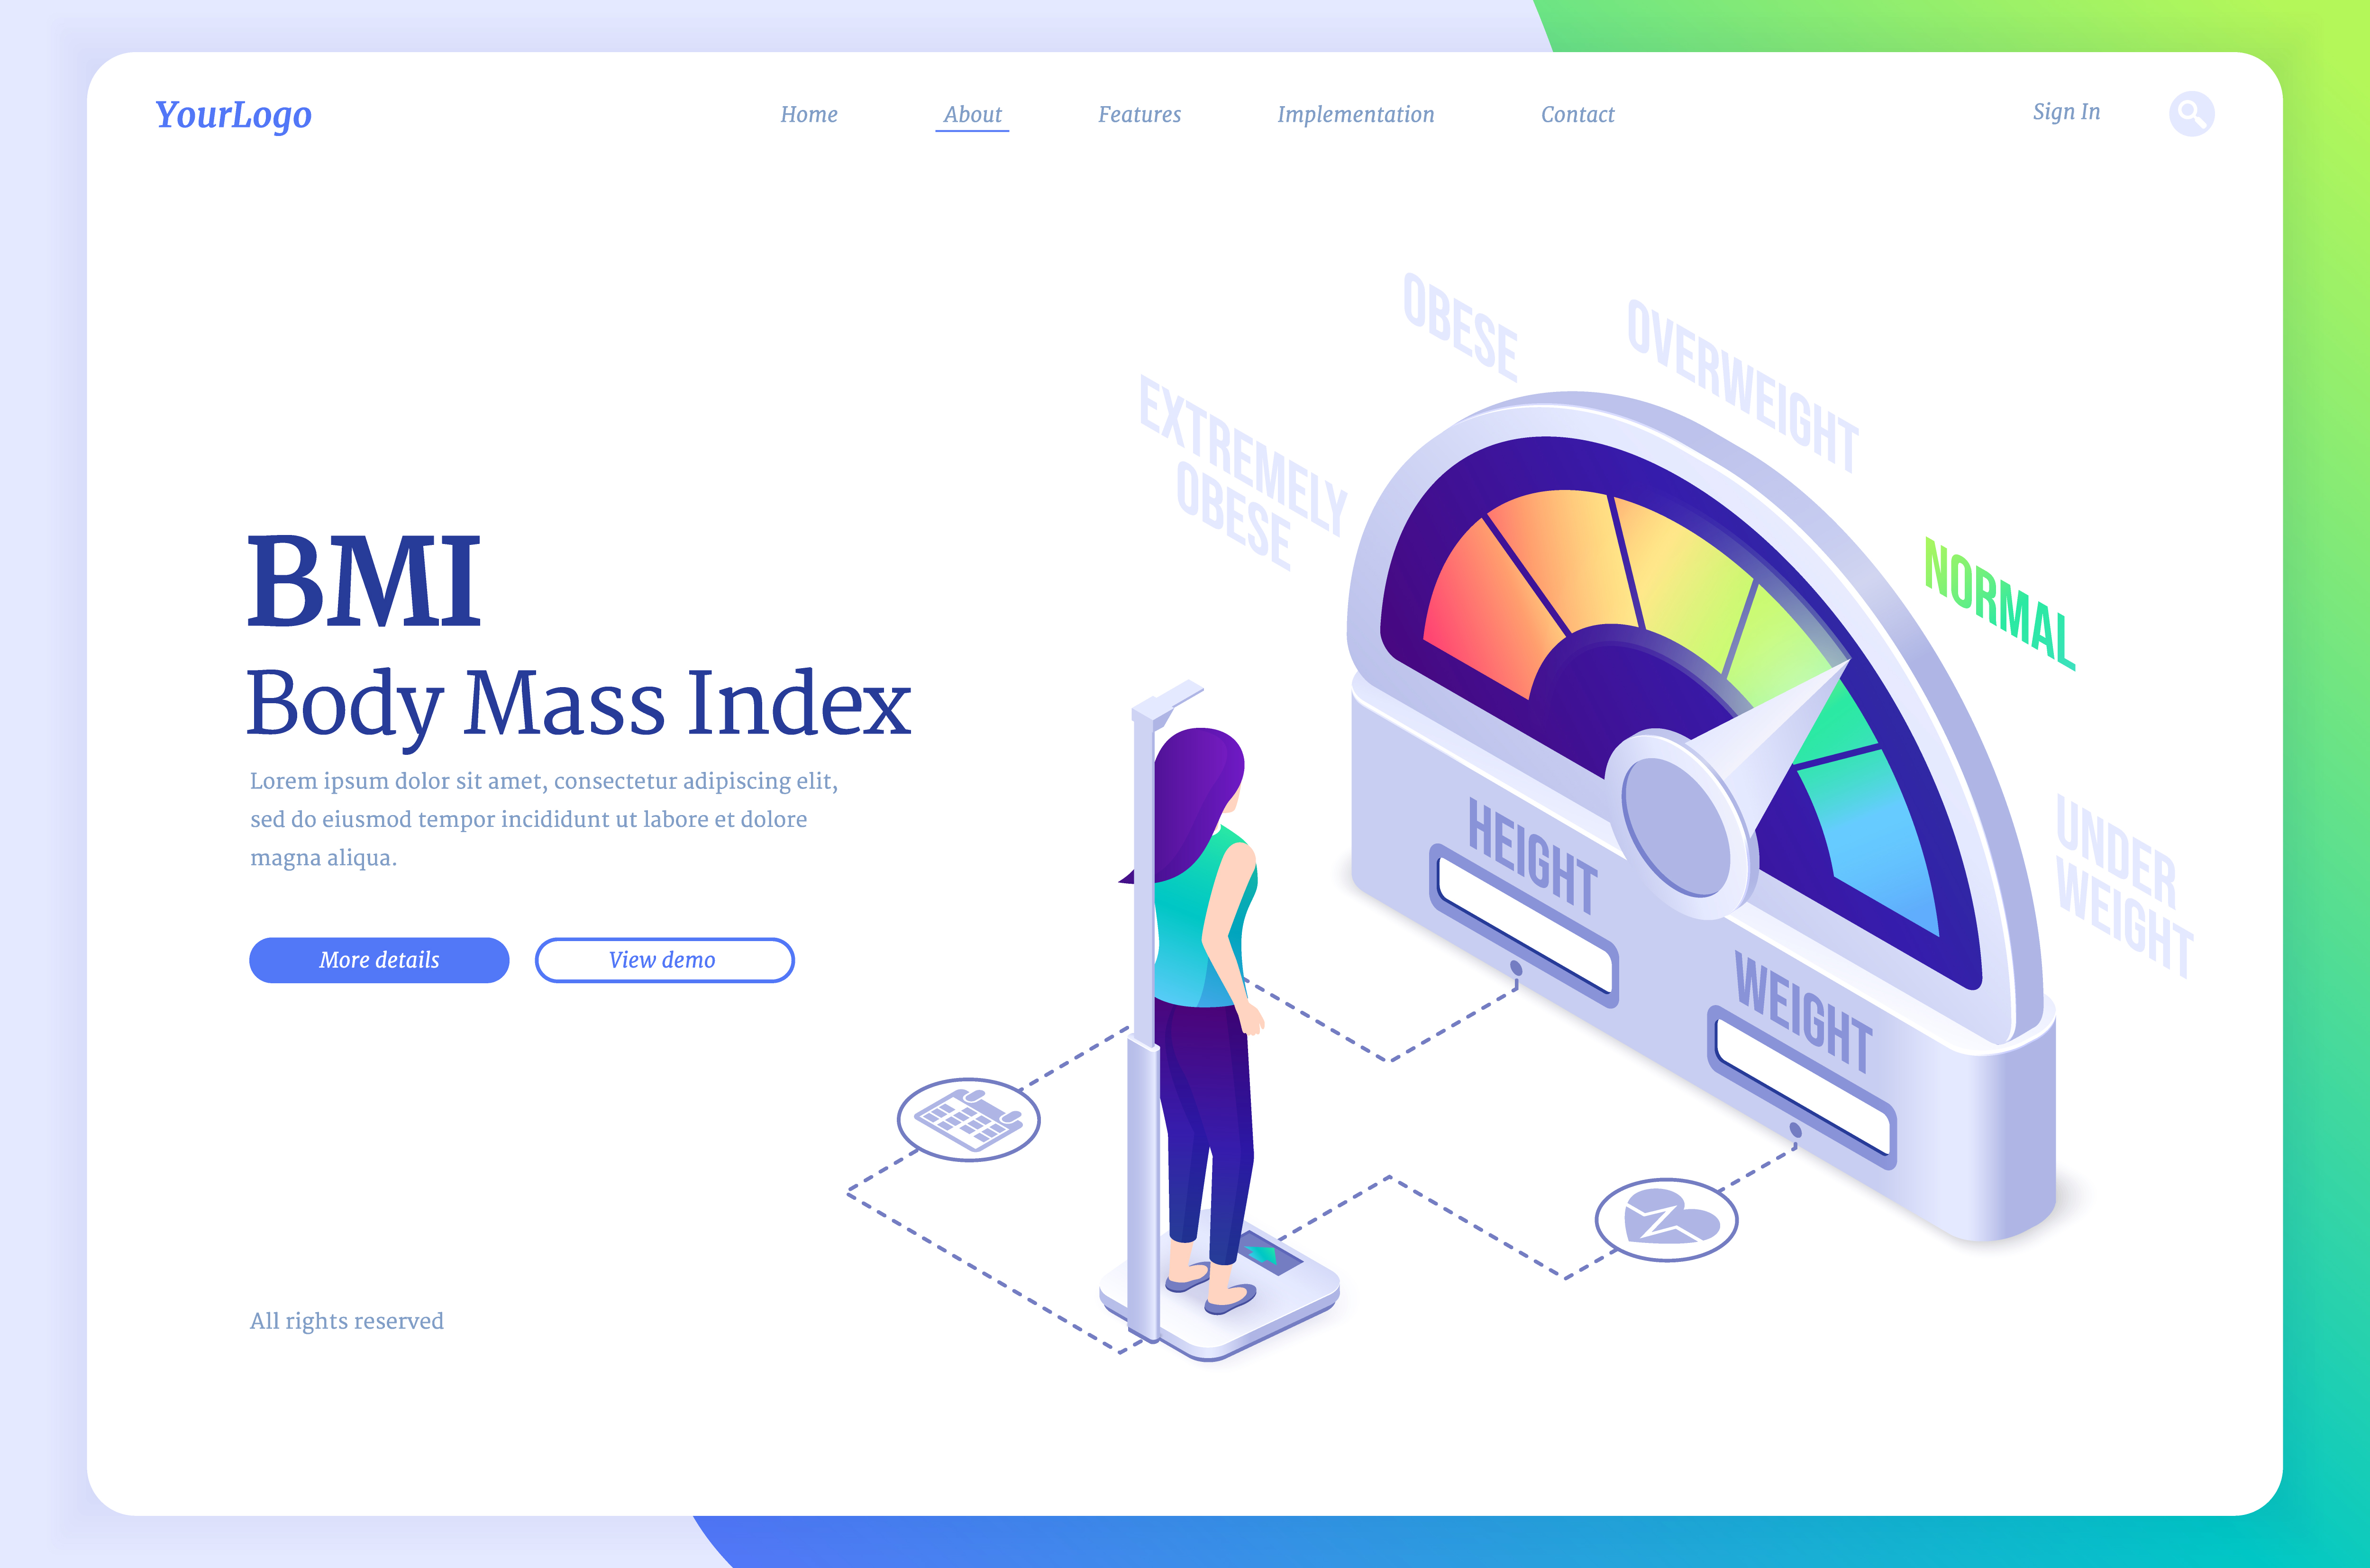 YourLogo
Home
About
Features
Implementation
Contact
Sign In
BMI
Body Mass Index
Lorem ipsum dolor sit amet, consectetur adipiscing elit,
sed do eiusmod tempor incididunt ut labore et dolore
magna aliqua.
More details
View demo
All rights reserved
EXTREMELY
OBESE
OBESE
OVERWEIGHT
NORMAL
UNDER
WEIGHT
HEIGHT
WEIGHT